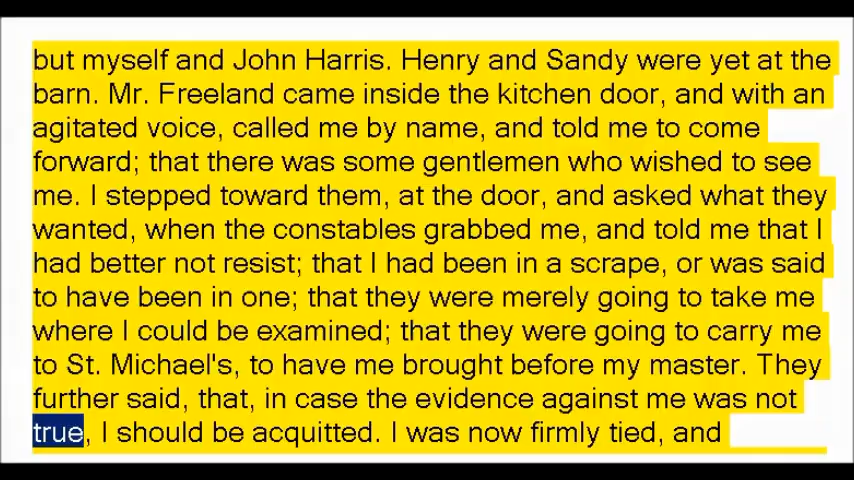 but myself and John Harris. Henry and Sandy were yet at the
barn. Mr. Freeland came inside the kitchen door, and with an
agitated voice, called me by name, and told me to come
forward; that there was some gentlemen who wished to see
me. I stepped toward them, at the door, and asked what they
wanted, when the constables grabbed me, and told me that I
had better not resist; that I had been in a scrape, or was said
to have been in one; that they were merely going to take me
where I could be examined; that they were going to carry me
to St. Michael's, to have me brought before my master. They
further said, that, in case the evidence against me was not
true, I should be acquitted. I was now firmly tied, and